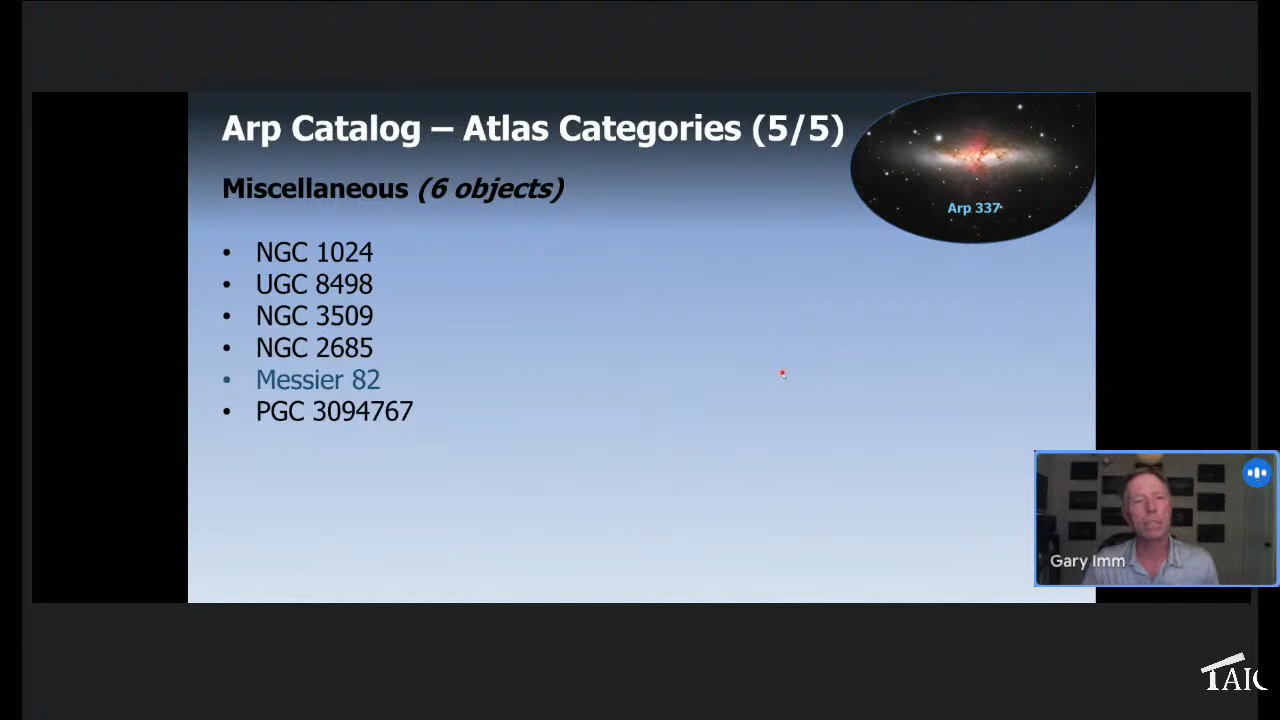 Arp Catalog – Atlas Categories (5/5)
Miscellaneous (6 objects)
Arp 337
• NGC 1024
• UGC 8498
• NGC 3509
• NGC 2685
• Messier 82
• PGC 3094767
Gary Imm
TAIC